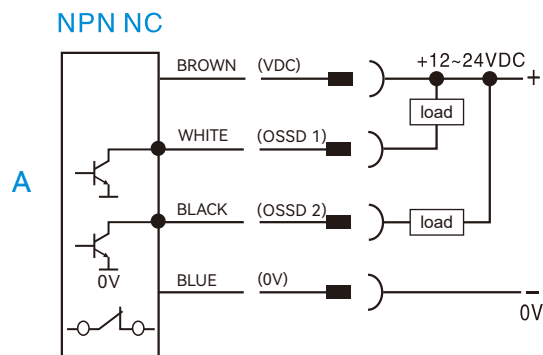 NPN NC
BROWN (VDC) +12~24VDC
+
load
WHITE (OSSD 1)
A
BLACK (OSSD 2) load
0V
BLUE (0V) −
0V